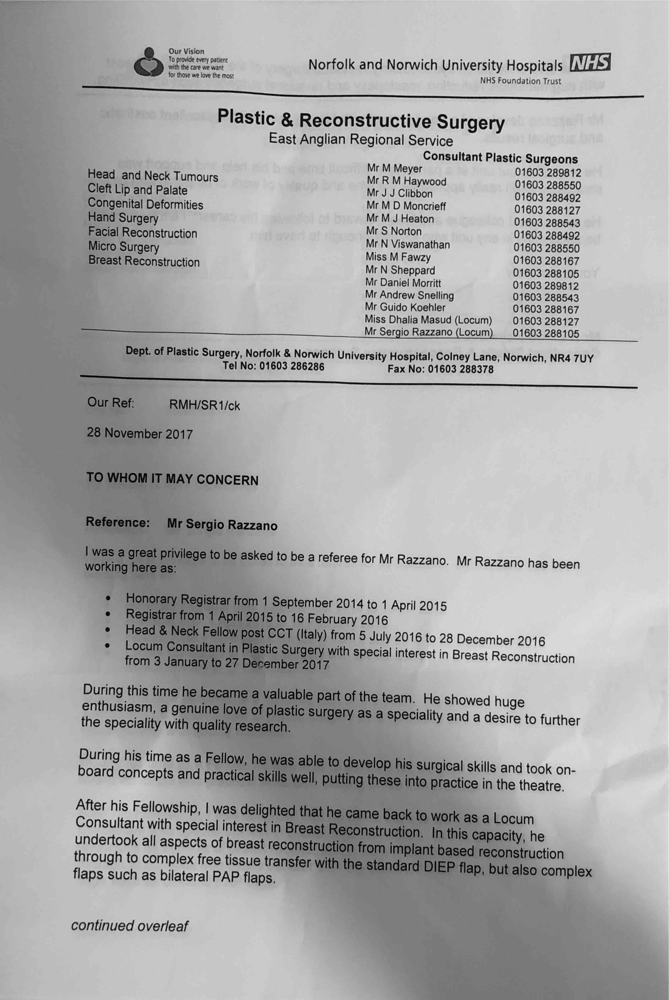 Our Vision
To provide every patient
with the care we want
for those we love the most
Norfolk and Norwich University Hospitals NHS
NHS Foundation Trust
Plastic & Reconstructive Surgery
East Anglian Regional Service
Head and Neck Tumours
Cleft Lip and Palate
Congenital Deformities
Hand Surgery
Facial Reconstruction
Micro Surgery
Breast Reconstruction
Consultant Plastic Surgeons
Mr M Meyer 01603 289812
Mr R M Haywood 01603 288550
Mr J J Clibbon 01603 288492
Mr M D Moncrieff 01603 288127
Mr M J Heaton 01603 288543
Mr S Norton 01603 288492
Mr N Viswanathan 01603 288550
Miss M Fawzy 01603 288167
Mr N Sheppard 01603 288105
Mr Daniel Morritt 01603 289812
Mr Andrew Snelling 01603 288543
Mr Guido Koehler 01603 288167
Miss Dhalia Masud (Locum) 01603 288127
Mr Sergio Razzano (Locum) 01603 288105
Dept. of Plastic Surgery, Norfolk & Norwich University Hospital, Colney Lane, Norwich, NR4 7UY
Tel No: 01603 286286 Fax No: 01603 288378
Our Ref: RMH/SR1/ck
28 November 2017
TO WHOM IT MAY CONCERN
Reference: Mr Sergio Razzano
I was a great privilege to be asked to be a referee for Mr Razzano. Mr Razzano has been
working here as:
• Honorary Registrar from 1 September 2014 to 1 April 2015
• Registrar from 1 April 2015 to 16 February 2016
• Head & Neck Fellow post CCT (Italy) from 5 July 2016 to 28 December 2016
• Locum Consultant in Plastic Surgery with special interest in Breast Reconstruction
from 3 January to 27 December 2017
During this time he became a valuable part of the team. He showed huge
enthusiasm, a genuine love of plastic surgery as a speciality and a desire to further
the speciality with quality research.
During his time as a Fellow, he was able to develop his surgical skills and took on-
board concepts and practical skills well, putting these into practice in the theatre.
After his Fellowship, I was delighted that he came back to work as a Locum
Consultant with special interest in Breast Reconstruction. In this capacity, he
undertook all aspects of breast reconstruction from implant based reconstruction
through to complex free tissue transfer with the standard DIEP flap, but also complex
flaps such as bilateral PAP flaps.
continued overleaf